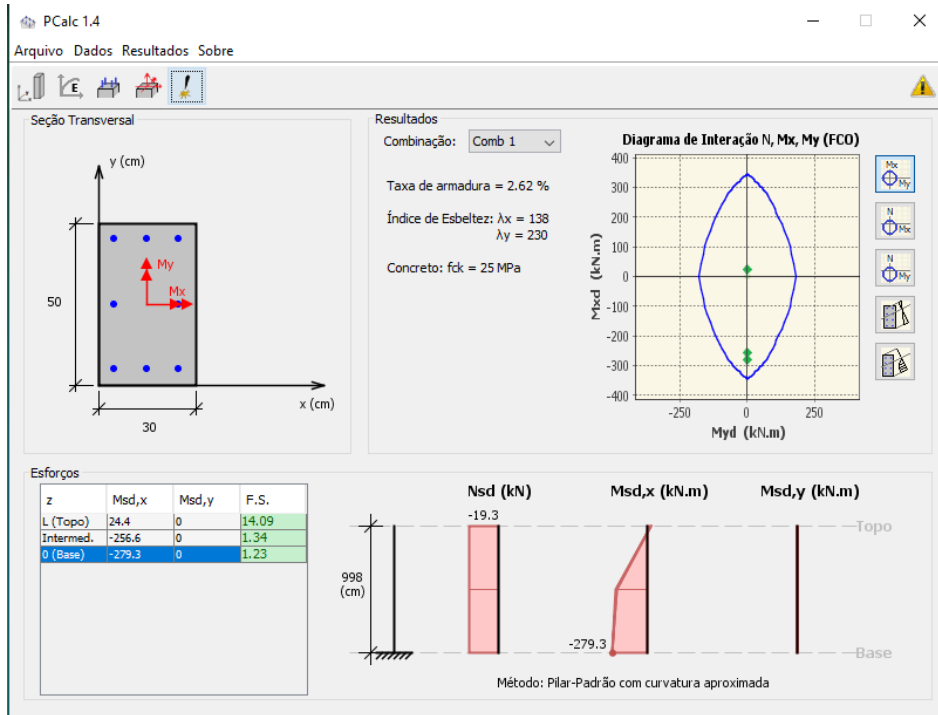 PCalc 1.4
Arquivo Dados Resultados Sobre
Seção Transversal
y (cm)
My
Mx
50
30
x (cm)
Resultados
Combinação: Comb 1
Taxa de armadura = 2.62 %
Índice de Esbeltez: λx = 138
λy = 230
Concreto: fck = 25 MPa
Diagrama de Interação N, Mx, My (FCO)
400
300
200
100
0
-100
-200
-300
-400
Mxd (kN.m)
-250 0 250
Myd (kN.m)
Mx
My
N
Mx
N
My
Esforços
z Msd,x Msd,y F.S.
L (Topo) 24.4 0 14.09
Intermed. -256.6 0 1.34
0 (Base) -279.3 0 1.23
Nsd (kN) Msd,x (kN.m) Msd,y (kN.m)
-19.3
Topo
998
(cm)
-279.3
Base
Método: Pilar-Padrão com curvatura aproximada